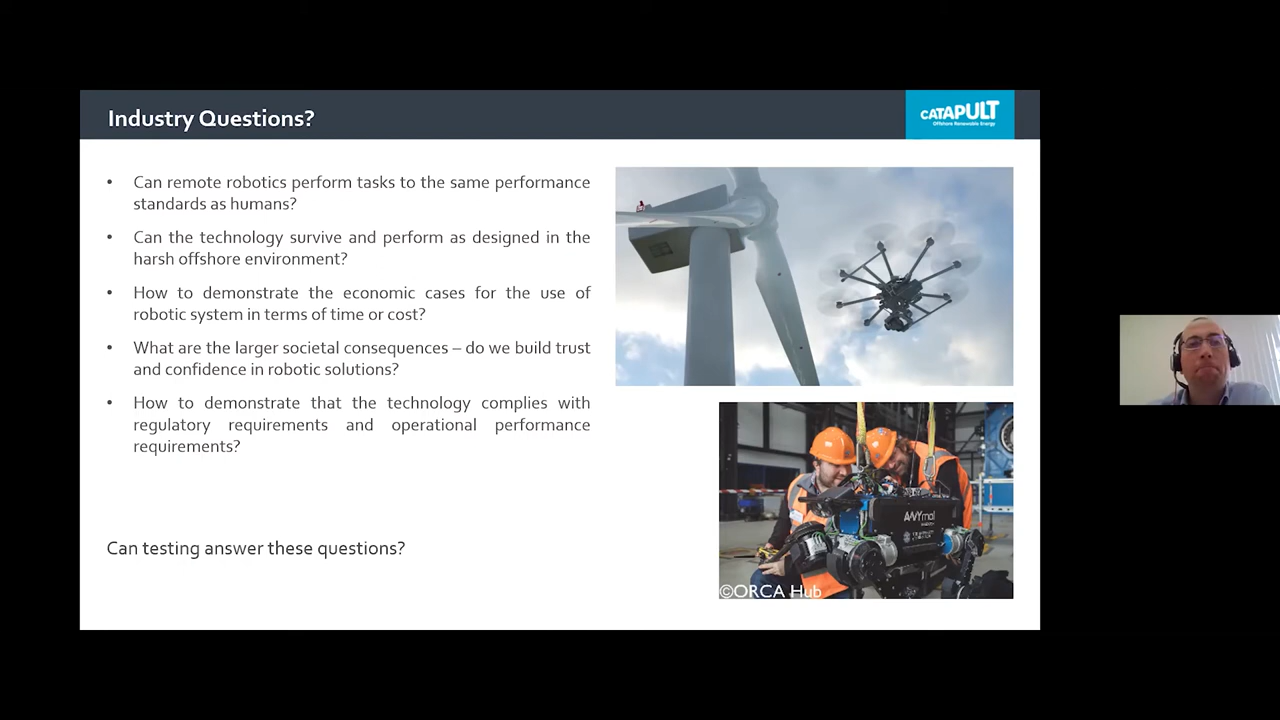 Industry Questions?
CATAPULT
Offshore Renewable Energy
• Can remote robotics perform tasks to the same performance
standards as humans?
• Can the technology survive and perform as designed in the
harsh offshore environment?
• How to demonstrate the economic cases for the use of
robotic system in terms of time or cost?
• What are the larger societal consequences – do we build trust
and confidence in robotic solutions?
• How to demonstrate that the technology complies with
regulatory requirements and operational performance
requirements?
Can testing answer these questions?
ANYmal
©ORCA Hub